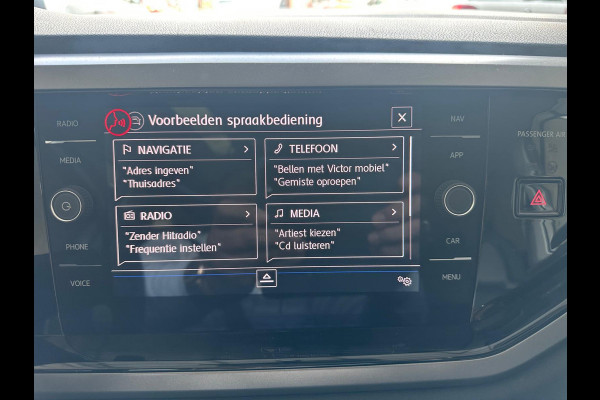 RADIO
MEDIA
PHONE
VOICE
Voorbeelden spraakbediening
X
NAVIGATIE >
"Adres ingeven"
"Thuisadres"
TELEFOON >
"Bellen met Victor mobiel"
"Gemiste oproepen"
RADIO >
"Zender Hitradio"
"Frequentie instellen"
MEDIA >
"Artiest kiezen"
"Cd luisteren"
NAV
APP
CAR
MENU
PASSENGER AIR